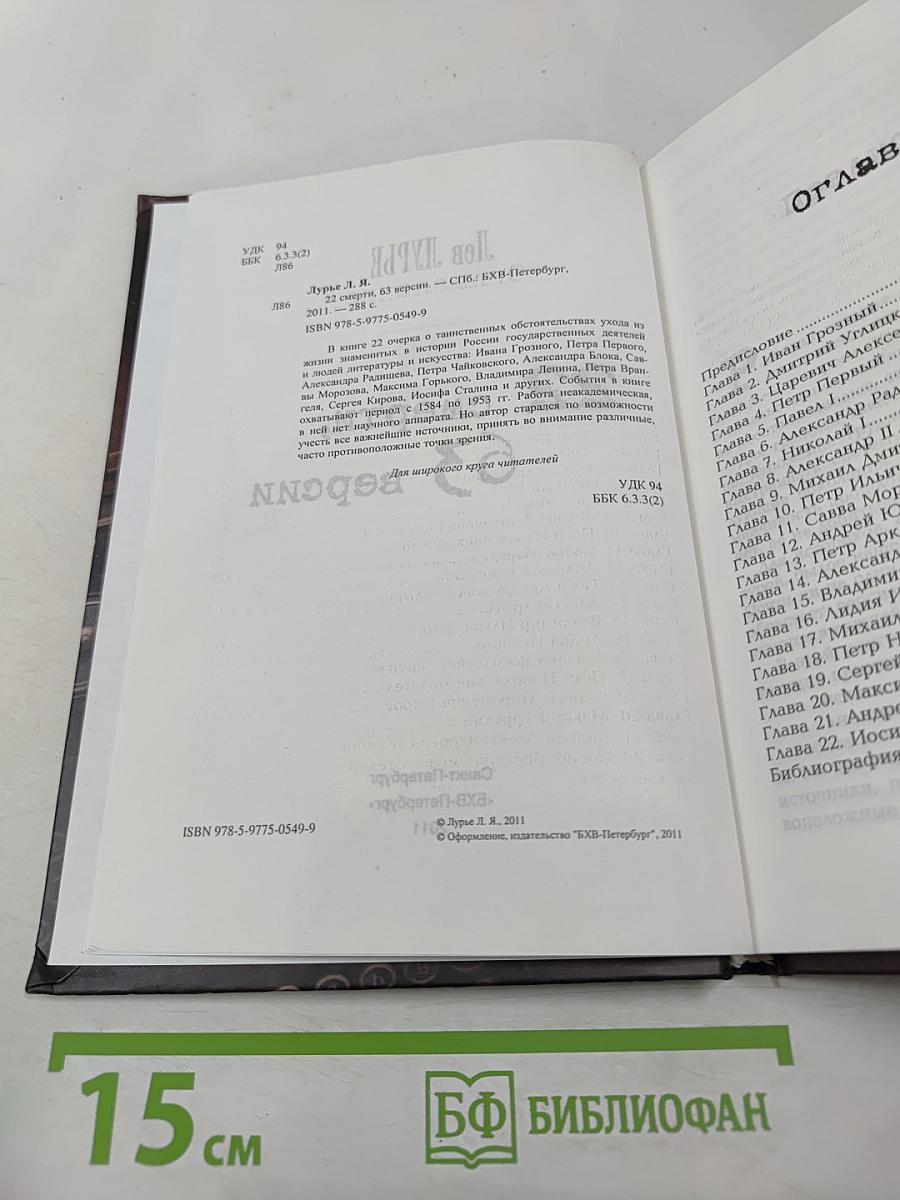 УДК 94
ББК 6.3.3(2)
Л86
Лурье Л. Я.
Л86 22 смерти, 63 версии. — СПб.: БХВ-Петербург,
2011. — 288 с.
ISBN 978-5-9775-0549-9
В книге 22 очерка о таинственных обстоятельствах ухода из
жизни знаменитых в истории России государственных деятелей
и людей литературы и искусства: Ивана Грозного, Петра Первого,
Александра Радищева, Петра Чайковского, Александра Блока, Сав-
вы Морозова, Максима Горького, Владимира Ленина, Петра Вран-
геля, Сергея Кирова, Иосифа Сталина и других. События в книге
охватывают период с 1584 по 1953 гг. Работа неакадемическая,
в ней нет научного аппарата. Но автор старался по возможности
учесть все важнейшие источники, принять во внимание различные,
часто противоположные точки зрения.
Для широкого круга читателей
УДК 94
ББК 6.3.3(2)
ISBN 978-5-9775-0549-9
© Лурье Л. Я., 2011
© Оформление, издательство "БХВ-Петербург", 2011
Оглав
Предисловие
Глава 1. Иван Грозный
Глава 2. Дмитрий Углицк
Глава 3. Царевич Алексе
Глава 4. Петр Первый
Глава 5. Павел I
Глава 6. Александр Рад
Глава 7. Николай I
Глава 8. Александр II
Глава 9. Михаил Дми
Глава 10. Петр Ильич
Глава 11. Савва Мор
Глава 12. Андрей Ю
Глава 13. Петр Арк
Глава 14. Александ
Глава 15. Владими
Глава 16. Лидия И
Глава 17. Михаил
Глава 18. Петр Н
Глава 19. Сергей
Глава 20. Макси
Глава 21. Андре
Глава 22. Иоси
Библиография
15 см
БФ БИБЛИОФАН